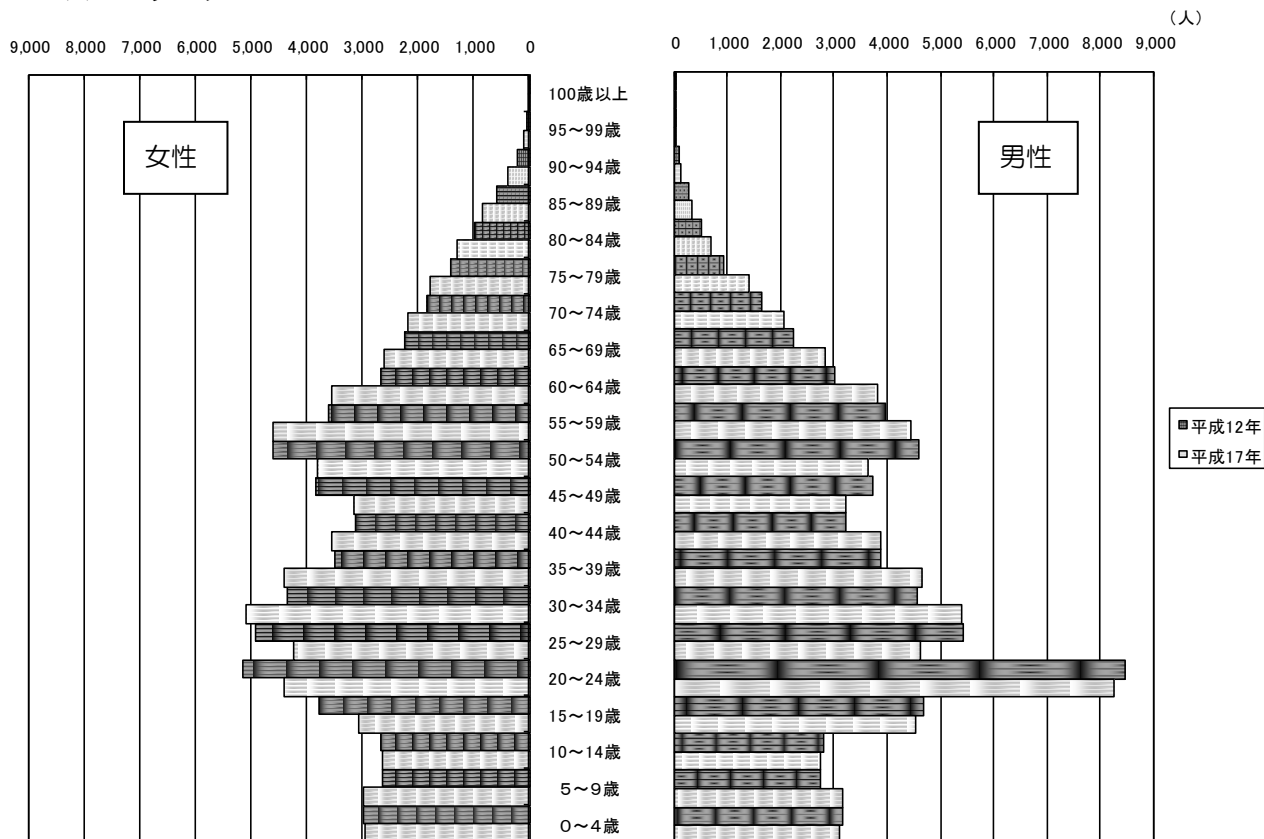 （人）
9,000 8,000 7,000 6,000 5,000 4,000 3,000 2,000 1,000 0
0 1,000 2,000 3,000 4,000 5,000 6,000 7,000 8,000 9,000
女性
男性
100歳以上
95～99歳
90～94歳
85～89歳
80～84歳
75～79歳
70～74歳
65～69歳
60～64歳
55～59歳
50～54歳
45～49歳
40～44歳
35～39歳
30～34歳
25～29歳
20～24歳
15～19歳
10～14歳
５～９歳
０～４歳
平成12年
平成17年